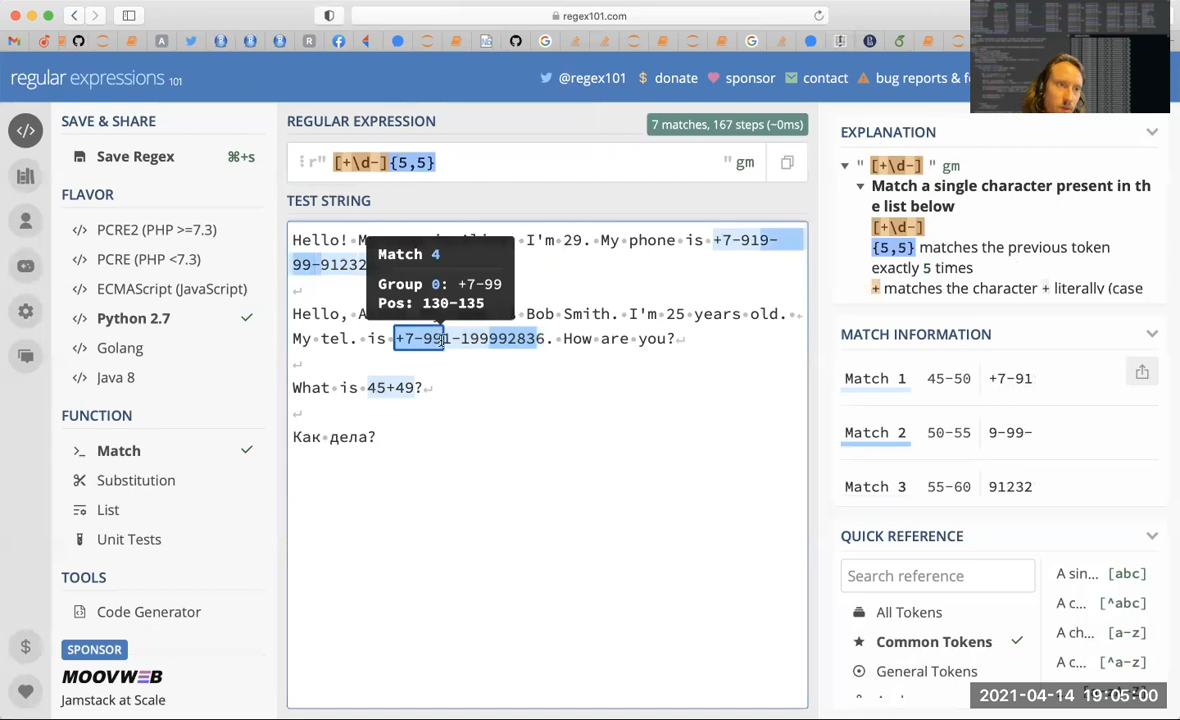 regex101.com
regular expressions 101
@regex101
$ donate
sponsor
contact
bug reports & fe
SAVE & SHARE
Save Regex
⌘+s
FLAVOR
</> PCRE2 (PHP >=7.3)
</> PCRE (PHP <7.3)
</> ECMAScript (JavaScript)
</> Python 2.7
</> Golang
</> Java 8
FUNCTION
>_ Match
Substitution
List
Unit Tests
TOOLS
Code Generator
SPONSOR
MOOVWEB
Jamstack at Scale
REGULAR EXPRESSION
7 matches, 167 steps (~0ms)
r" [+\d-]{5,5} " gm
TEST STRING
Hello! M I'm 29. My phone is +7-919-
99-91232
↵
Hello, A Bob Smith. I'm 25 years old. ↵
My tel. is +7-991-199992836. How are you?↵
↵
What is 45+49?↵
↵
Как дела?
Match 4
Group 0: +7-99
Pos: 130-135
EXPLANATION
" [+\d-] " gm
Match a single character present in th
e list below
[+\d-]
{5,5} matches the previous token
exactly 5 times
+ matches the character + literally (case
MATCH INFORMATION
Match 1 45-50 +7-91
Match 2 50-55 9-99-
Match 3 55-60 91232
QUICK REFERENCE
Search reference
All Tokens
Common Tokens
General Tokens
A sin... [abc]
A c... [^abc]
A ch... [a-z]
A c... [^a-z]
2021-04-14 19:05:00